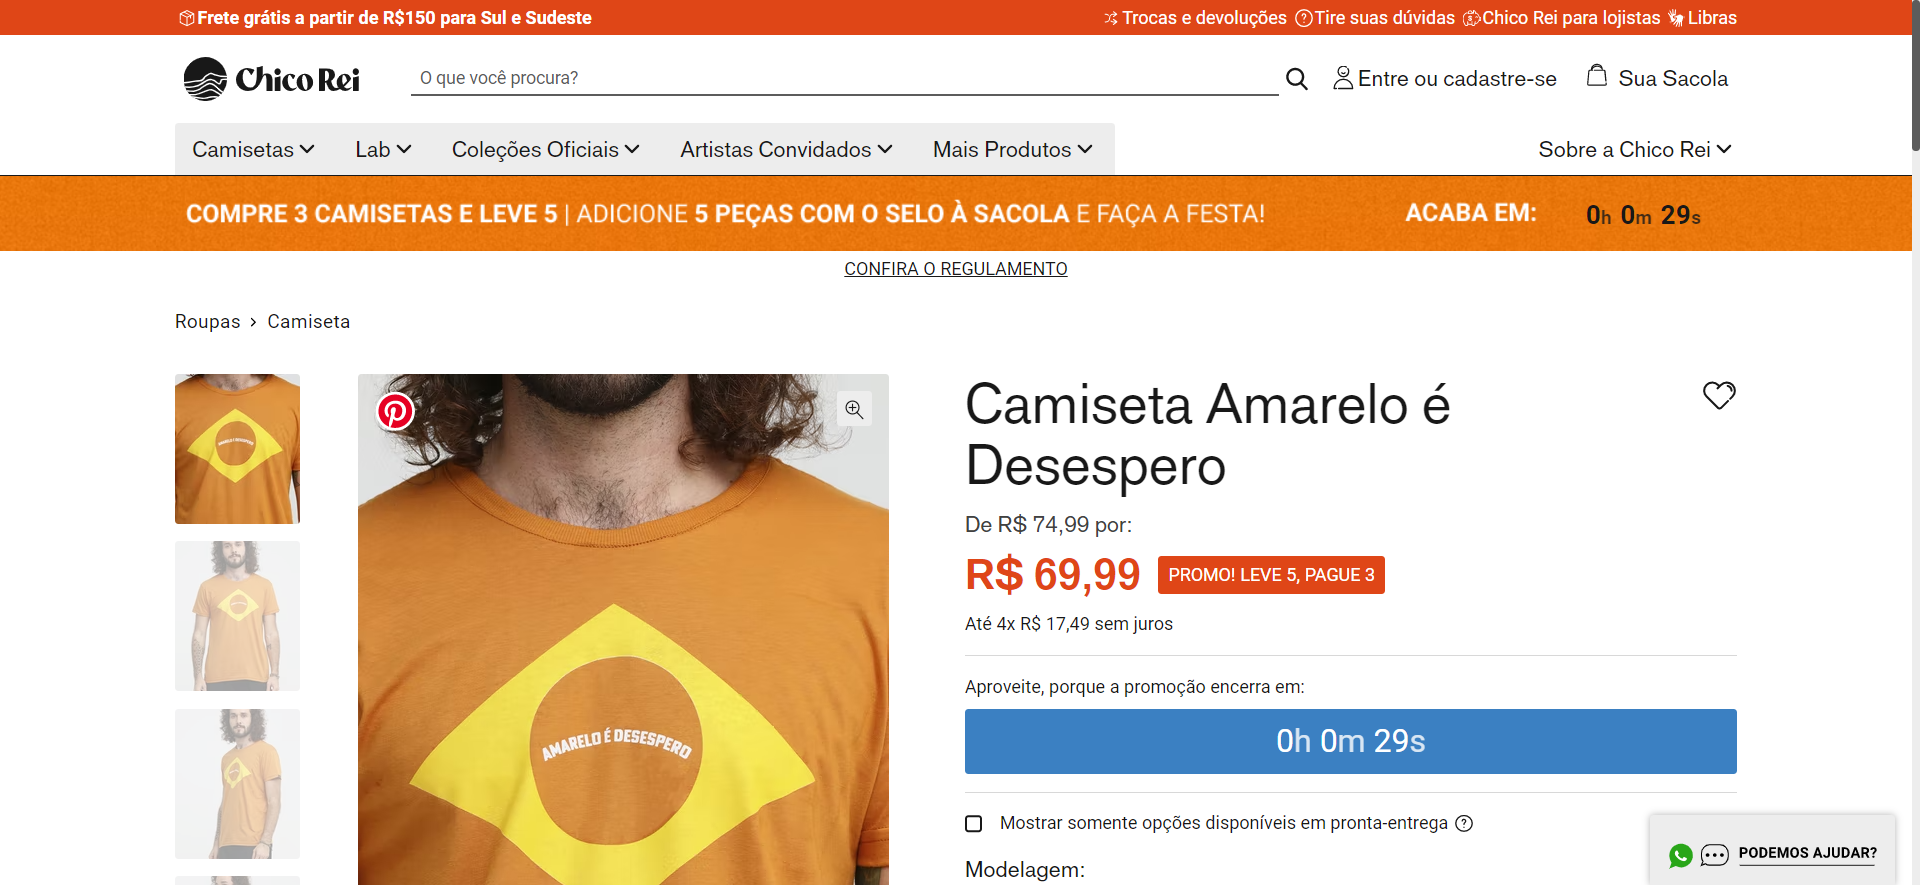 Frete grátis a partir de R$150 para Sul e Sudeste
Trocas e devoluções
Tire suas dúvidas
Chico Rei para lojistas
Libras
Chico Rei
O que você procura?
Entre ou cadastre-se
Sua Sacola
Camisetas
Lab
Coleções Oficiais
Artistas Convidados
Mais Produtos
Sobre a Chico Rei
COMPRE 3 CAMISETAS E LEVE 5 | ADICIONE 5 PEÇAS COM O SELO À SACOLA E FAÇA A FESTA!
ACABA EM:
0h 0m 29s
CONFIRA O REGULAMENTO
Roupas › Camiseta
AMARELO É DESESPERO
AMARELO É DESESPERO
Camiseta Amarelo é
Desespero
De R$ 74,99 por:
R$ 69,99
PROMO! LEVE 5, PAGUE 3
Até 4x R$ 17,49 sem juros
Aproveite, porque a promoção encerra em:
0h 0m 29s
Mostrar somente opções disponíveis em pronta-entrega
Modelagem:
PODEMOS AJUDAR?